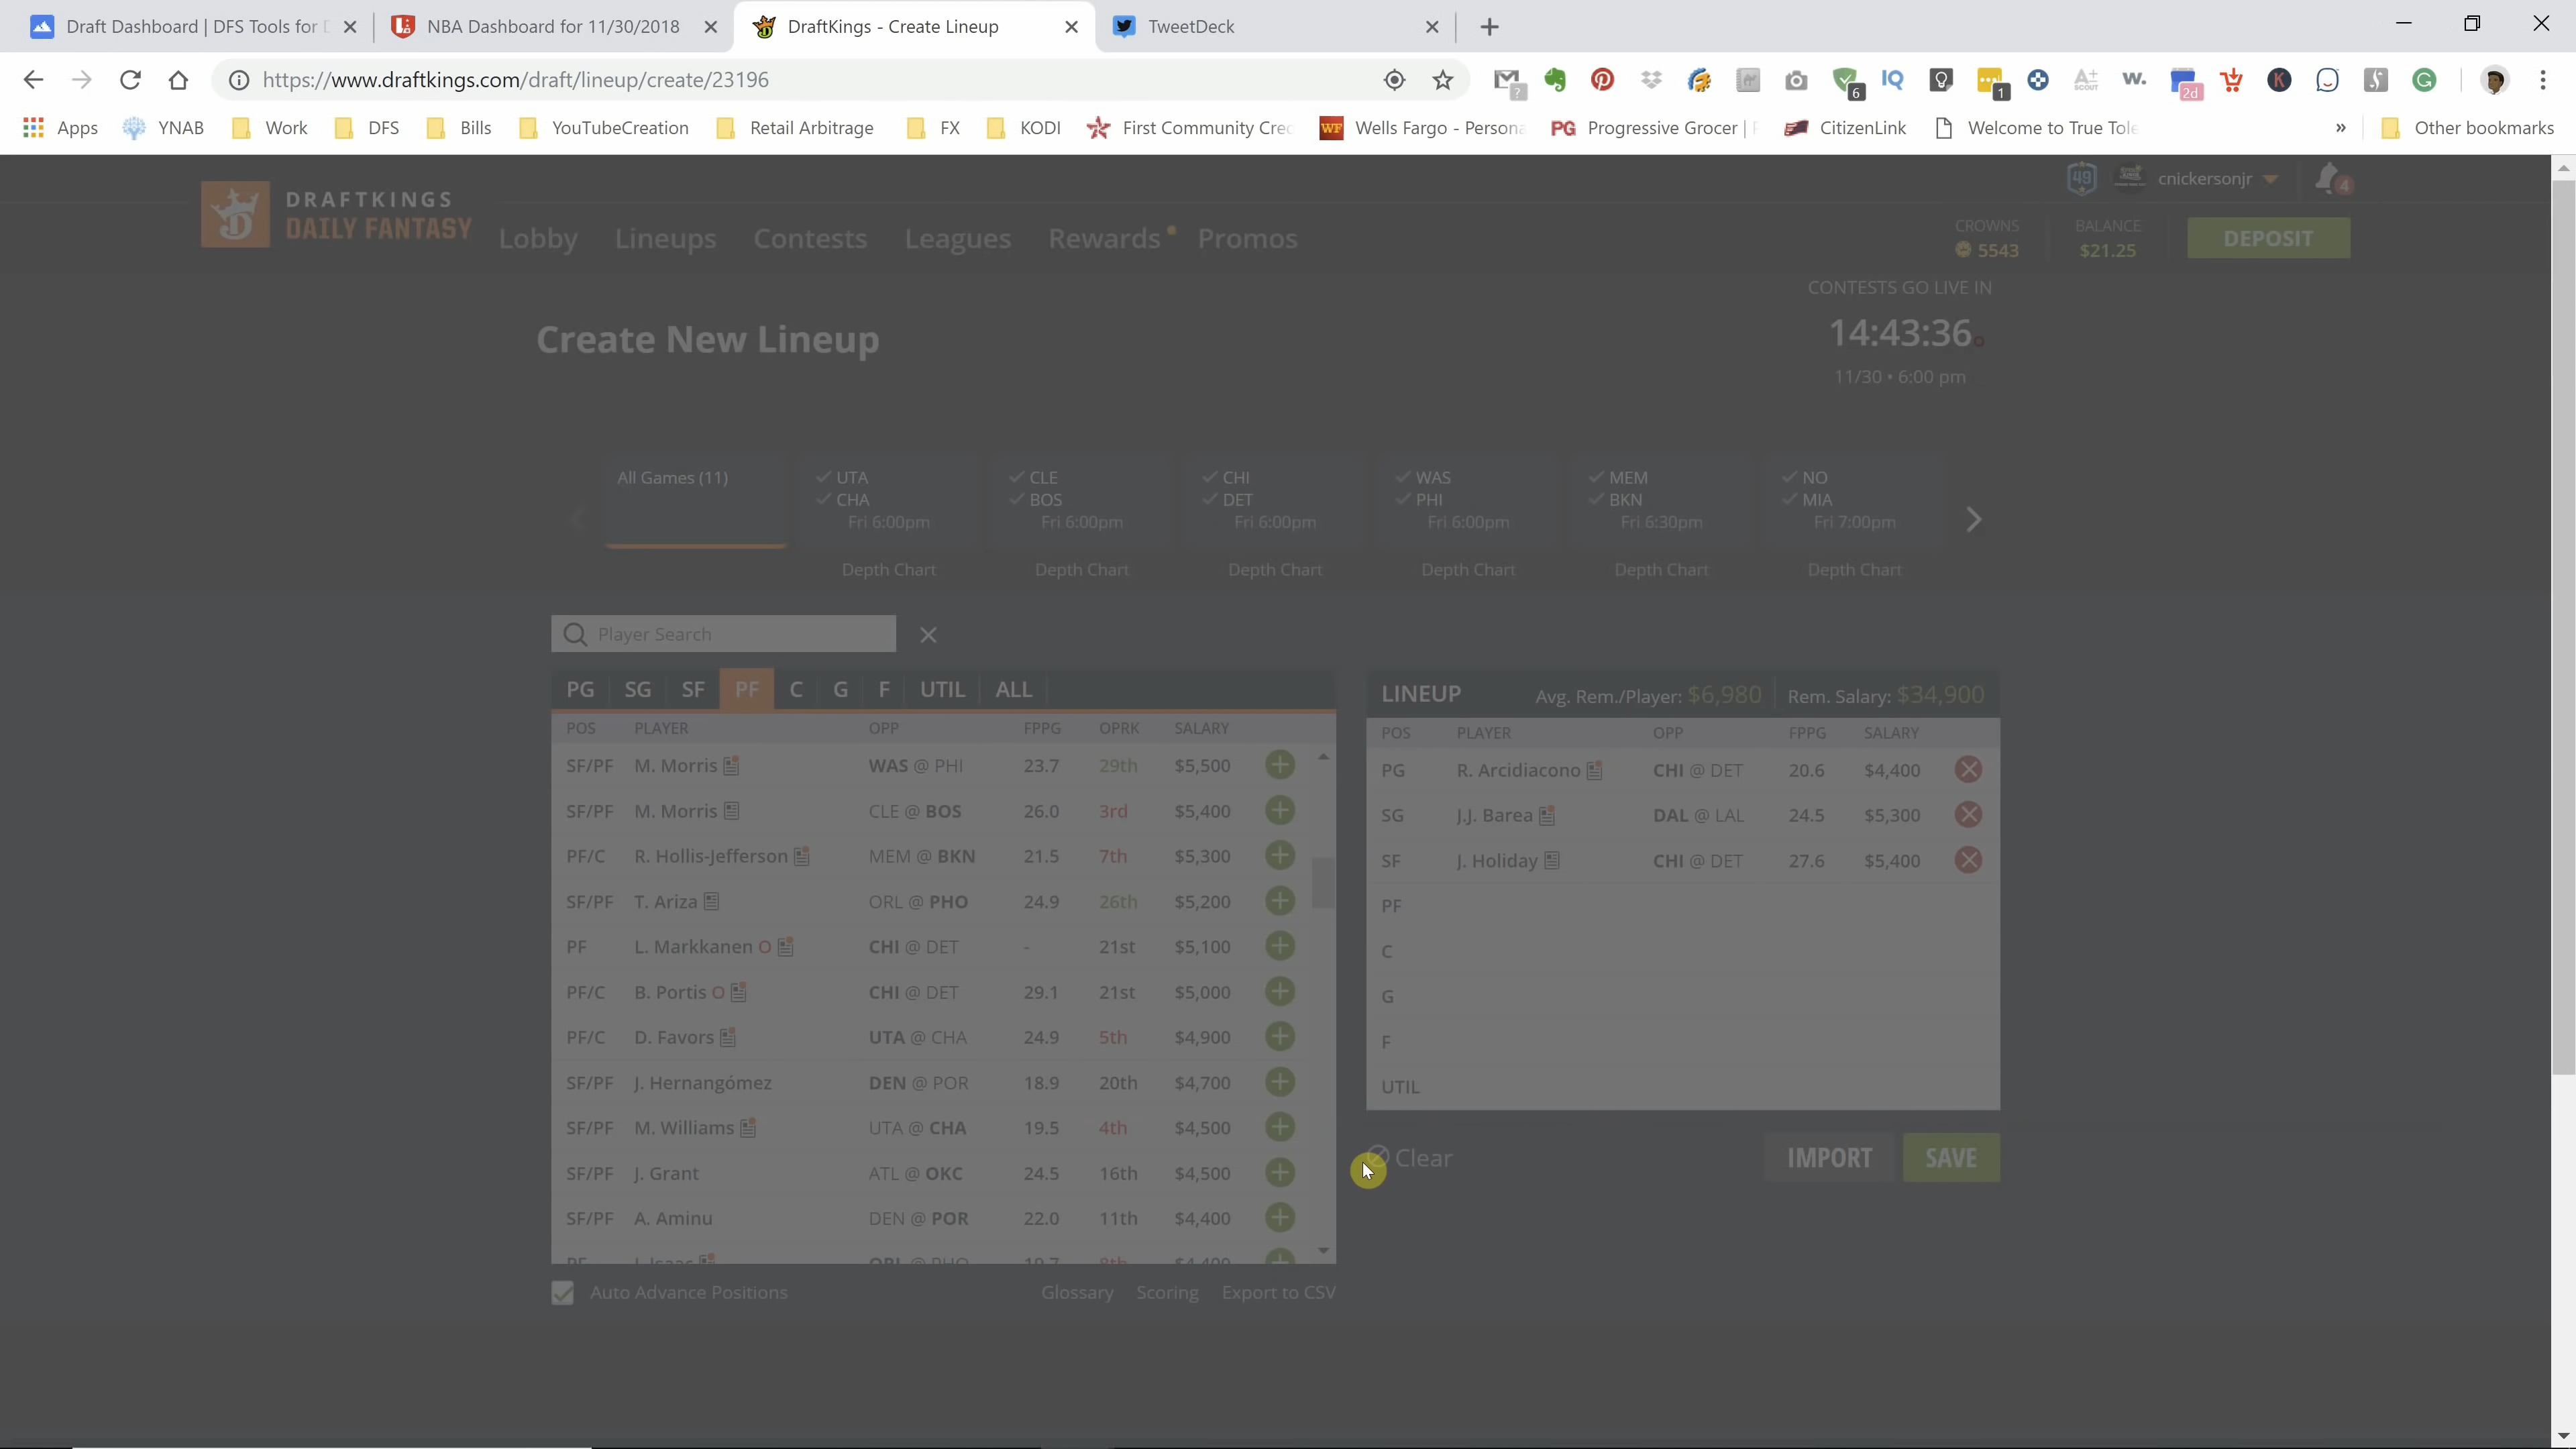 Draft Dashboard | DFS Tools for D
NBA Dashboard for 11/30/2018
DraftKings - Create Lineup
TweetDeck
https://www.draftkings.com/draft/lineup/create/23196
Apps YNAB Work DFS Bills YouTubeCreation Retail Arbitrage FX KODI First Community Cre Wells Fargo - Persona Progressive Grocer | CitizenLink Welcome to True Tole » Other bookmarks
DRAFTKINGS
DAILY FANTASY
Lobby Lineups Contests Leagues Rewards Promos
49 cnickersonjr 4
CROWNS BALANCE
5543 $21.25 DEPOSIT
CONTESTS GO LIVE IN
Create New Lineup
14:43:36
11/30 • 6:00 pm
All Games (11)
UTA
CHA
Fri 6:00pm
Depth Chart
CLE
BOS
Fri 6:00pm
Depth Chart
CHI
DET
Fri 6:00pm
Depth Chart
WAS
PHI
Fri 6:00pm
Depth Chart
MEM
BKN
Fri 6:30pm
Depth Chart
NO
MIA
Fri 7:00pm
Depth Chart
Player Search
PG SG SF PF C G F UTIL ALL
POS PLAYER OPP FPPG OPRK SALARY
SF/PF M. Morris WAS @ PHI 23.7 29th $5,500
SF/PF M. Morris CLE @ BOS 26.0 3rd $5,400
PF/C R. Hollis-Jefferson MEM @ BKN 21.5 7th $5,300
SF/PF T. Ariza ORL @ PHO 24.9 26th $5,200
PF L. Markkanen O CHI @ DET - 21st $5,100
PF/C B. Portis O CHI @ DET 29.1 21st $5,000
PF/C D. Favors UTA @ CHA 24.9 5th $4,900
SF/PF J. Hernangómez DEN @ POR 18.9 20th $4,700
SF/PF M. Williams UTA @ CHA 19.5 4th $4,500
SF/PF J. Grant ATL @ OKC 24.5 16th $4,500
SF/PF A. Aminu DEN @ POR 22.0 11th $4,400
PF J. Isaac ORL @ PHO 19.7 8th $4,400
Auto Advance Positions Glossary Scoring Export to CSV
LINEUP Avg. Rem./Player: $6,980 Rem. Salary: $34,900
POS PLAYER OPP FPPG SALARY
PG R. Arcidiacono CHI @ DET 20.6 $4,400
SG J.J. Barea DAL @ LAL 24.5 $5,300
SF J. Holiday CHI @ DET 27.6 $5,400
PF
C
G
F
UTIL
Clear IMPORT SAVE